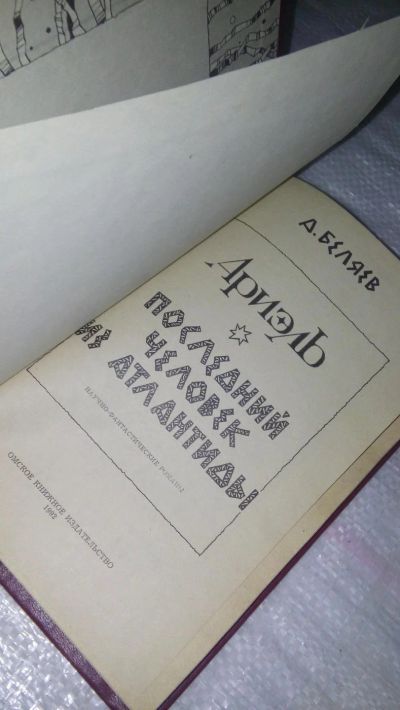 А. БЕЛЯЕВ
Ариэль
ПОСЛЕДНИЙ
ЧЕЛОВЕК
ИЗ
АТЛАНТИДЫ
НАУЧНО-ФАНТАСТИЧЕСКИЕ РОМАНЫ
ОМСКОЕ КНИЖНОЕ ИЗДАТЕЛЬСТВО
1992